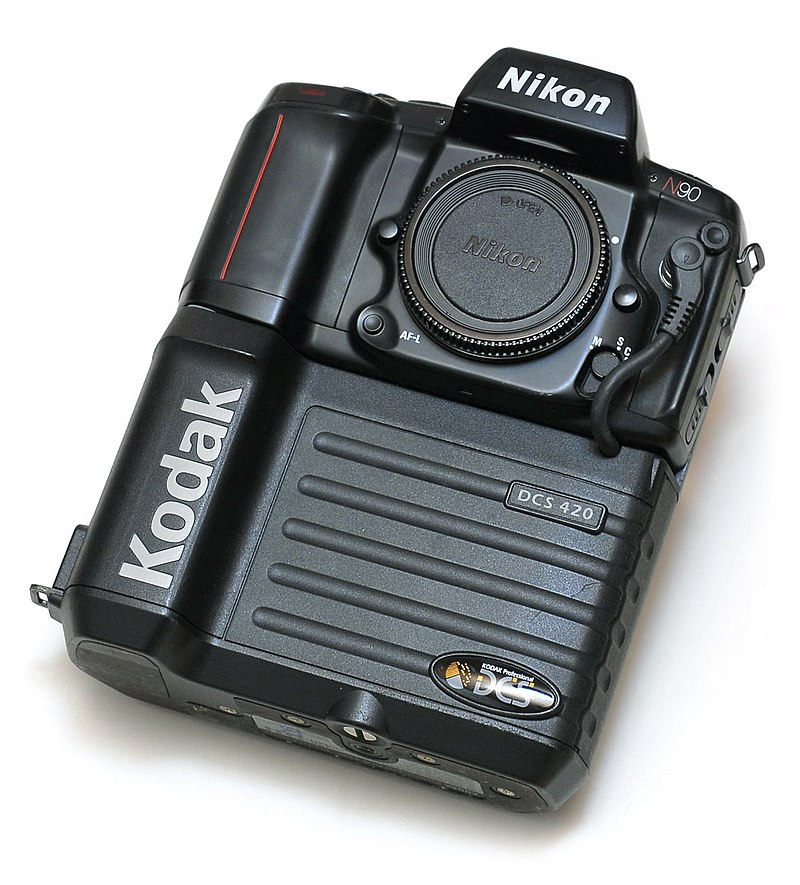 Nikon
N90
Nikon
AF-L
M
S
C
Kodak
DCS 420
KODAK Professional
DCS